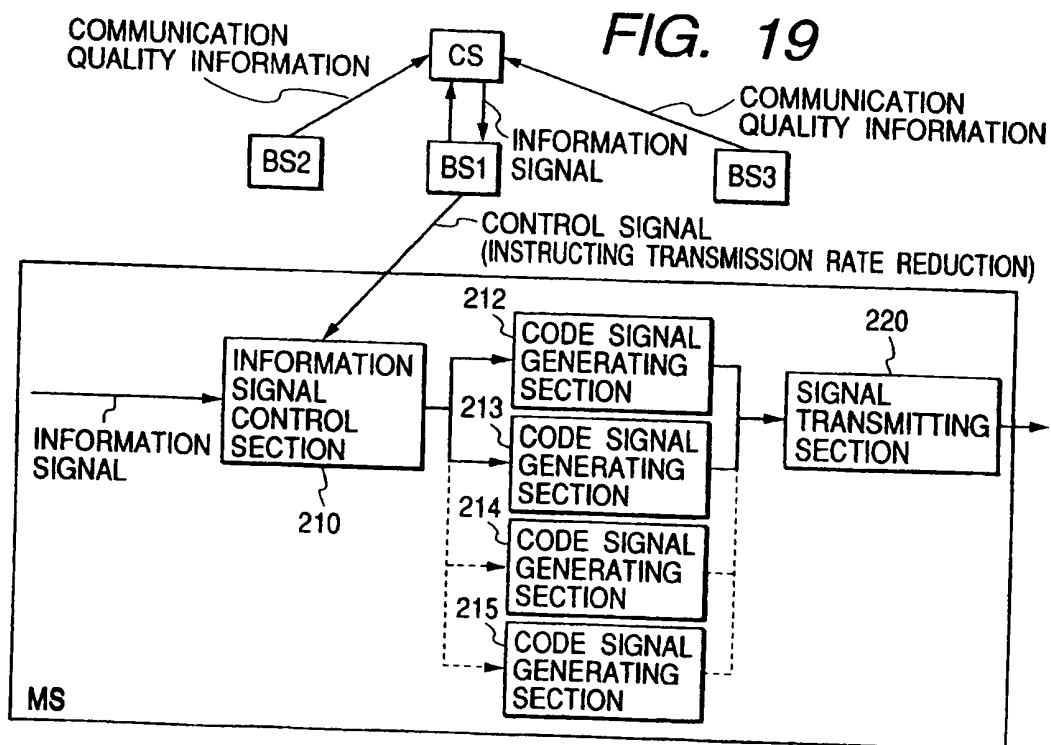 FIG. 19
COMMUNICATION
QUALITY INFORMATION
CS
COMMUNICATION
QUALITY INFORMATION
BS2
BS1
INFORMATION
SIGNAL
BS3
CONTROL SIGNAL
(INSTRUCTING TRANSMISSION RATE REDUCTION)
INFORMATION
SIGNAL
INFORMATION
SIGNAL
CONTROL
SECTION
210
212
CODE SIGNAL
GENERATING
SECTION
213
CODE SIGNAL
GENERATING
SECTION
214
CODE SIGNAL
GENERATING
SECTION
215
CODE SIGNAL
GENERATING
SECTION
220
SIGNAL
TRANSMITTING
SECTION
MS